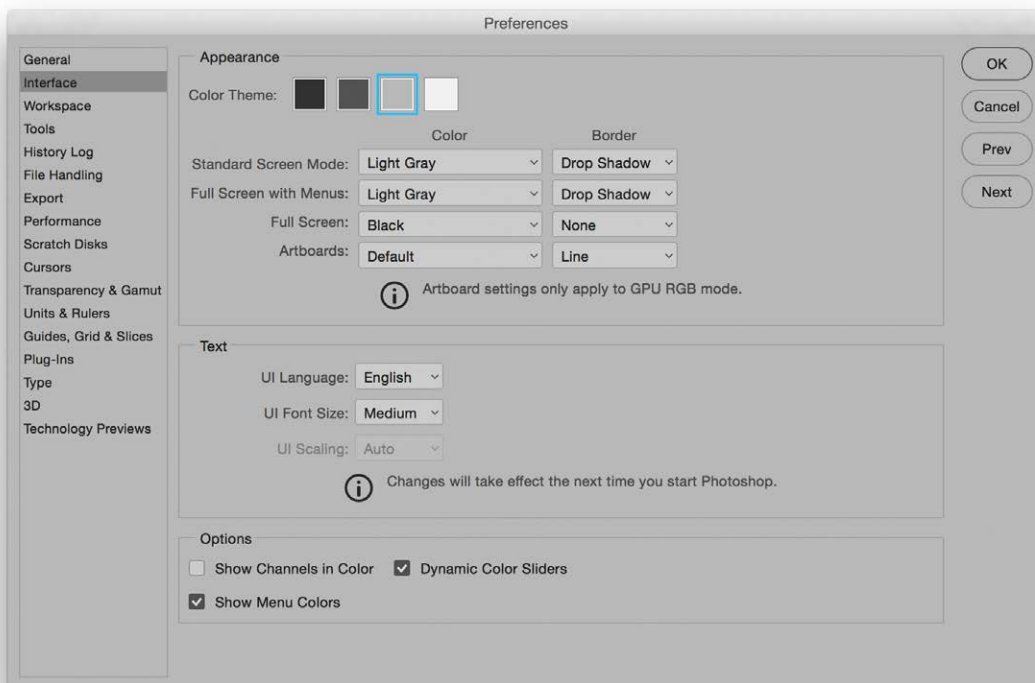 Preferences
General
Interface
Workspace
Tools
History Log
File Handling
Export
Performance
Scratch Disks
Cursors
Transparency & Gamut
Units & Rulers
Guides, Grid & Slices
Plug-Ins
Type
3D
Technology Previews
Appearance
Color Theme:
Color Border
Standard Screen Mode: Light Gray Drop Shadow
Full Screen with Menus: Light Gray Drop Shadow
Full Screen: Black None
Artboards: Default Line
Artboard settings only apply to GPU RGB mode.
Text
UI Language: English
UI Font Size: Medium
UI Scaling: Auto
Changes will take effect the next time you start Photoshop.
Options
Show Channels in Color Dynamic Color Sliders
Show Menu Colors
OK
Cancel
Prev
Next